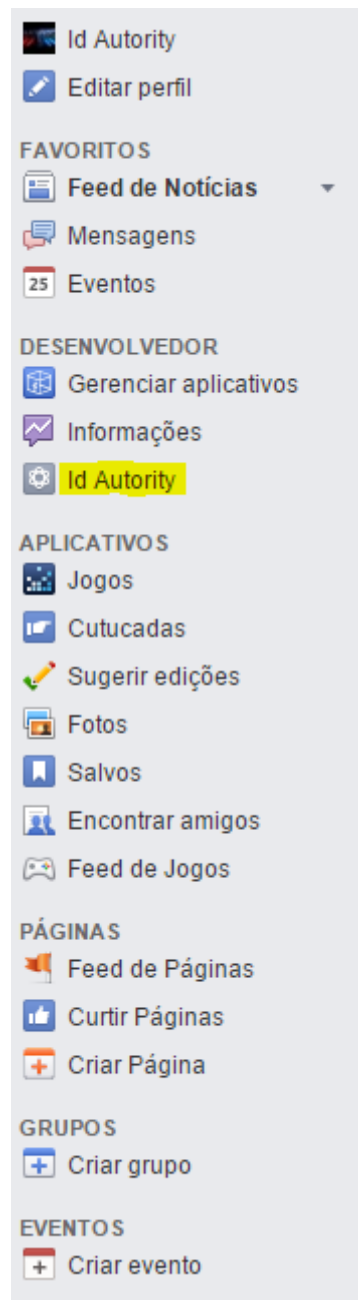 Id Autority
Editar perfil
FAVORITOS
Feed de Notícias
Mensagens
25 Eventos
DESENVOLVEDOR
Gerenciar aplicativos
Informações
Id Autority
APLICATIVOS
Jogos
Cutucadas
Sugerir edições
Fotos
Salvos
Encontrar amigos
Feed de Jogos
PÁGINAS
Feed de Páginas
Curtir Páginas
Criar Página
GRUPOS
Criar grupo
EVENTOS
Criar evento